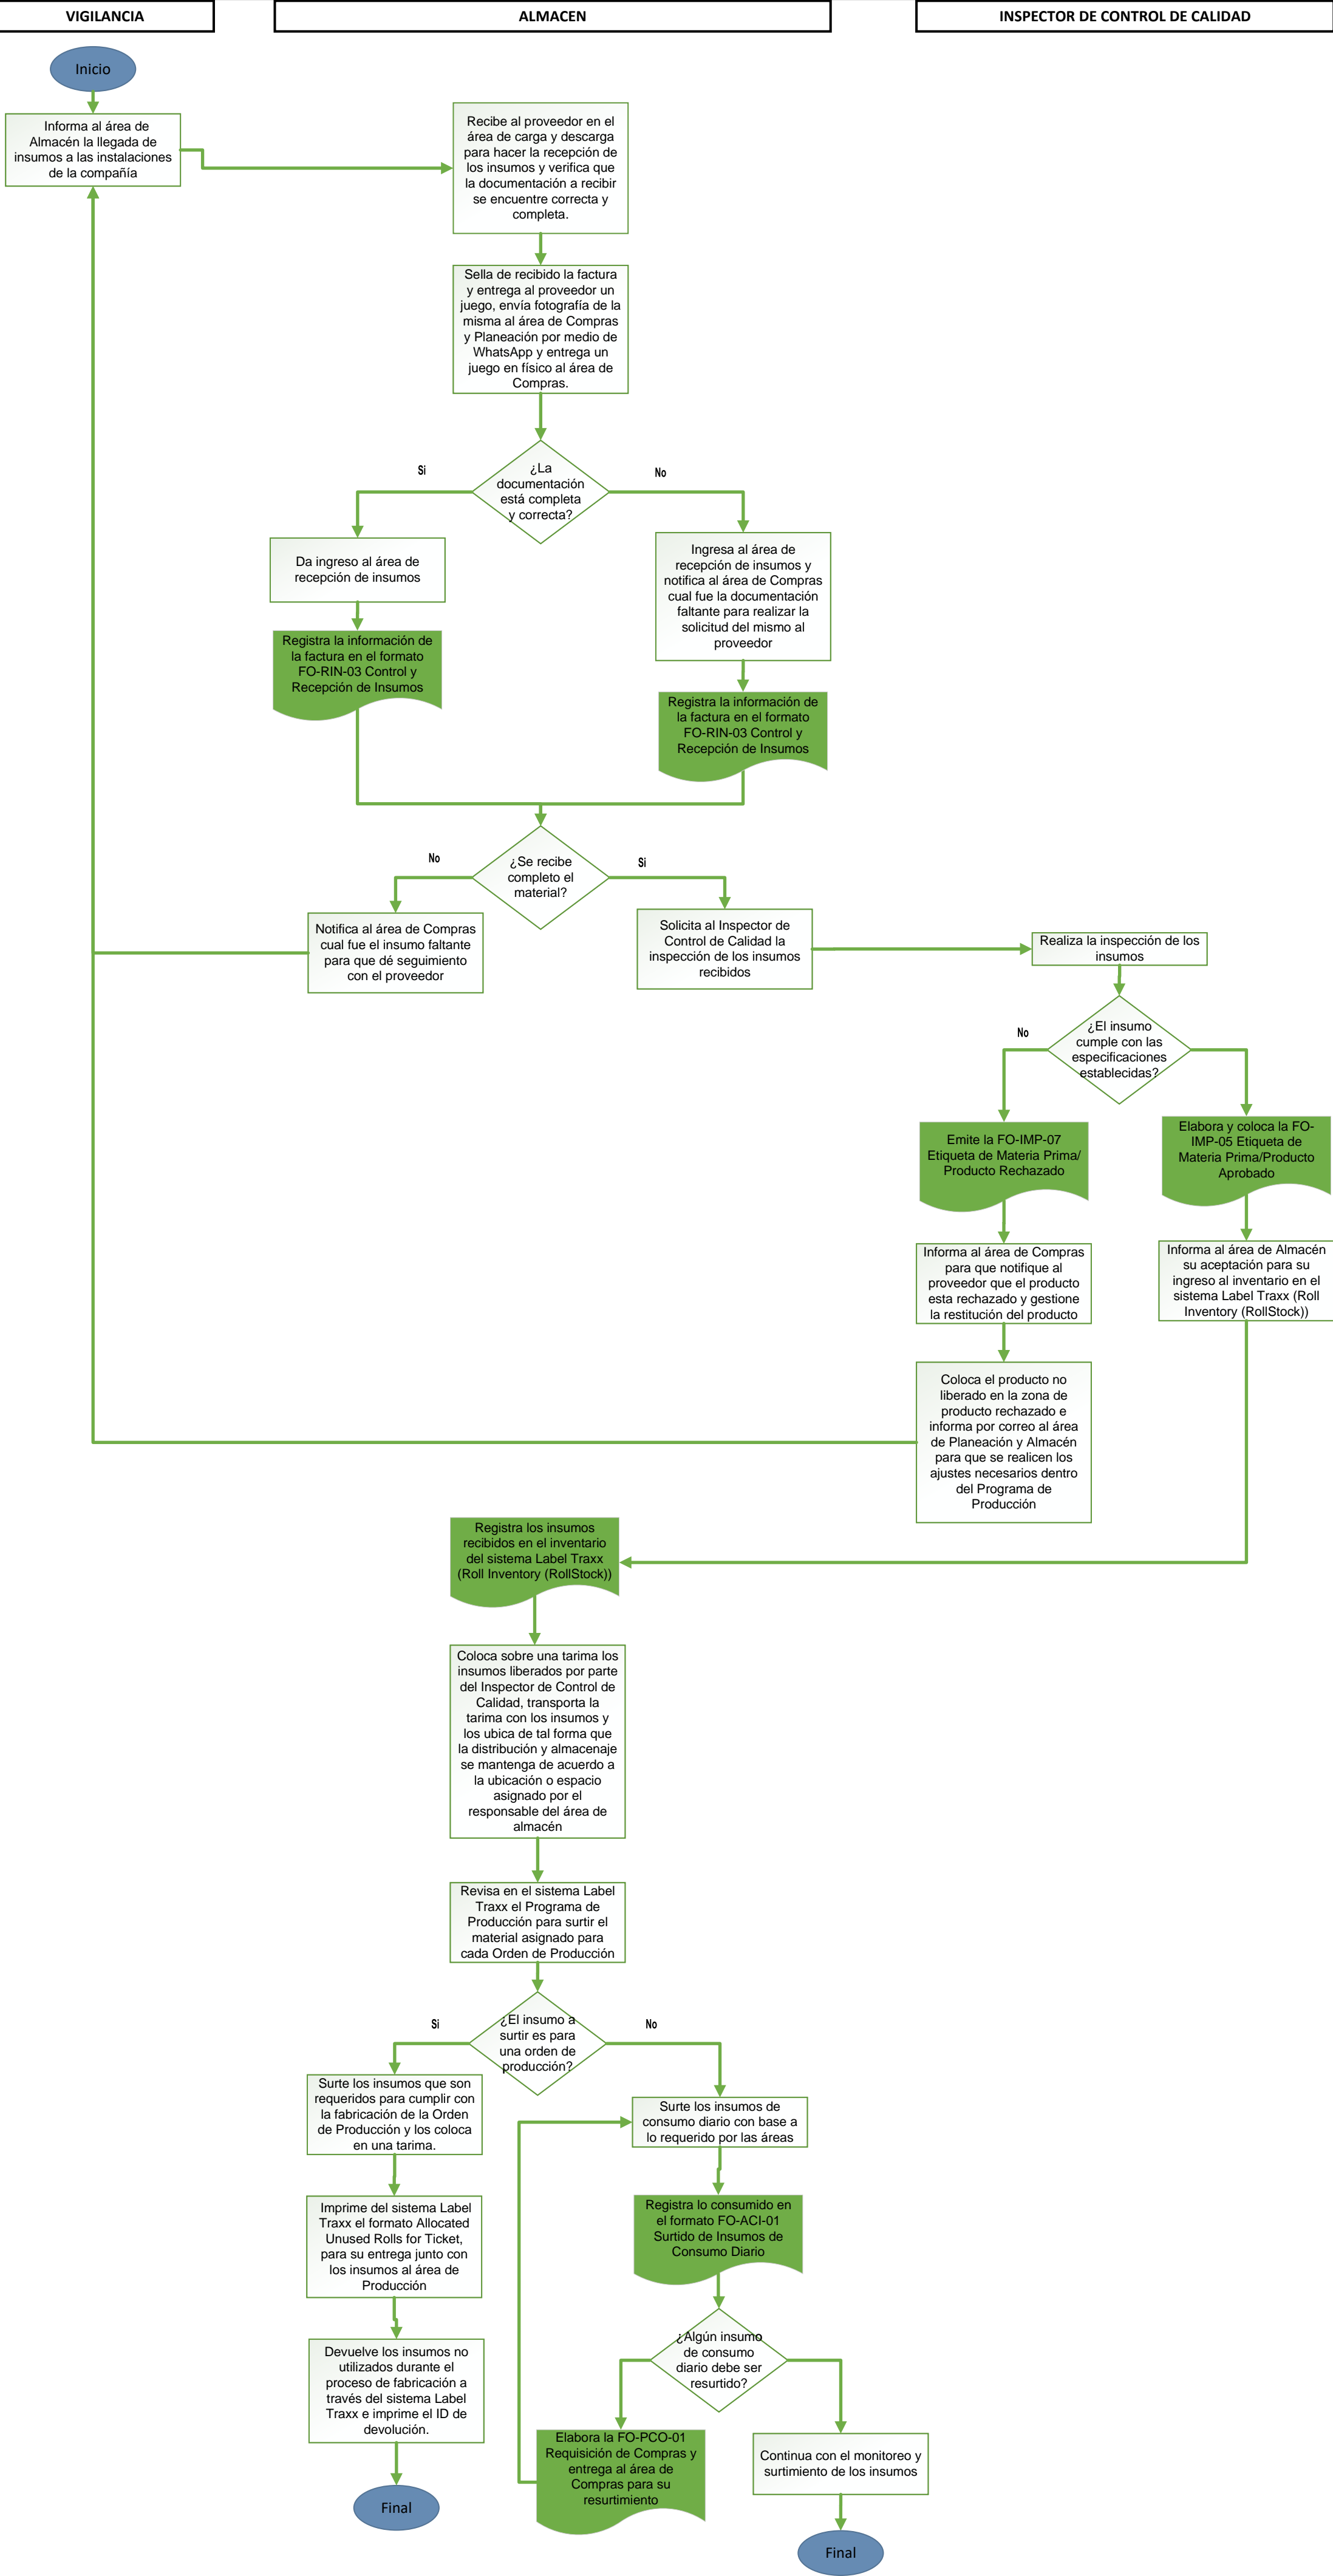 VIGILANCIA
ALMACEN
INSPECTOR DE CONTROL DE CALIDAD
Inicio
Informa al área de
Almacén la llegada de
insumos a las instalaciones
de la compañía
Recibe al proveedor en el
área de carga y descarga
para hacer la recepción de
los insumos y verifica que
la documentación a recibir
se encuentre correcta y
completa.
Sella de recibido la factura
y entrega al proveedor un
juego, envía fotografía de la
misma al área de Compras
y Planeación por medio de
WhatsApp y entrega un
juego en físico al área de
Compras.
¿La
documentación
está completa
y correcta?
Si
No
Da ingreso al área de
recepción de insumos
Registra la información de
la factura en el formato
FO-RIN-03 Control y
Recepción de Insumos
Ingresa al área de
recepción de insumos y
notifica al área de Compras
cual fue la documentación
faltante para realizar la
solicitud del mismo al
proveedor
Registra la información de
la factura en el formato
FO-RIN-03 Control y
Recepción de Insumos
¿Se recibe
completo el
material?
No
Si
Notifica al área de Compras
cual fue el insumo faltante
para que dé seguimiento
con el proveedor
Solicita al Inspector de
Control de Calidad la
inspección de los insumos
recibidos
Realiza la inspección de los
insumos
¿El insumo
cumple con las
especificaciones
establecidas?
No
Emite la FO-IMP-07
Etiqueta de Materia Prima/
Producto Rechazado
Elabora y coloca la FO-
IMP-05 Etiqueta de
Materia Prima/Producto
Aprobado
Informa al área de Compras
para que notifique al
proveedor que el producto
esta rechazado y gestione
la restitución del producto
Informa al área de Almacén
su aceptación para su
ingreso al inventario en el
sistema Label Traxx (Roll
Inventory (RollStock))
Coloca el producto no
liberado en la zona de
producto rechazado e
informa por correo al área
de Planeación y Almacén
para que se realicen los
ajustes necesarios dentro
del Programa de
Producción
Registra los insumos
recibidos en el inventario
del sistema Label Traxx
(Roll Inventory (RollStock))
Coloca sobre una tarima los
insumos liberados por parte
del Inspector de Control de
Calidad, transporta la
tarima con los insumos y
los ubica de tal forma que
la distribución y almacenaje
se mantenga de acuerdo a
la ubicación o espacio
asignado por el
responsable del área de
almacén
Revisa en el sistema Label
Traxx el Programa de
Producción para surtir el
material asignado para
cada Orden de Producción
¿El insumo a
surtir es para
una orden de
producción?
Si
No
Surte los insumos que son
requeridos para cumplir con
la fabricación de la Orden
de Producción y los coloca
en una tarima.
Imprime del sistema Label
Traxx el formato Allocated
Unused Rolls for Ticket,
para su entrega junto con
los insumos al área de
Producción
Devuelve los insumos no
utilizados durante el
proceso de fabricación a
través del sistema Label
Traxx e imprime el ID de
devolución.
Final
Surte los insumos de
consumo diario con base a
lo requerido por las áreas
Registra lo consumido en
el formato FO-ACI-01
Surtido de Insumos de
Consumo Diario
¿Algún insumo
de consumo
diario debe ser
resurtido?
Elabora la FO-PCO-01
Requisición de Compras y
entrega al área de
Compras para su
resurtimiento
Continua con el monitoreo y
surtimiento de los insumos
Final